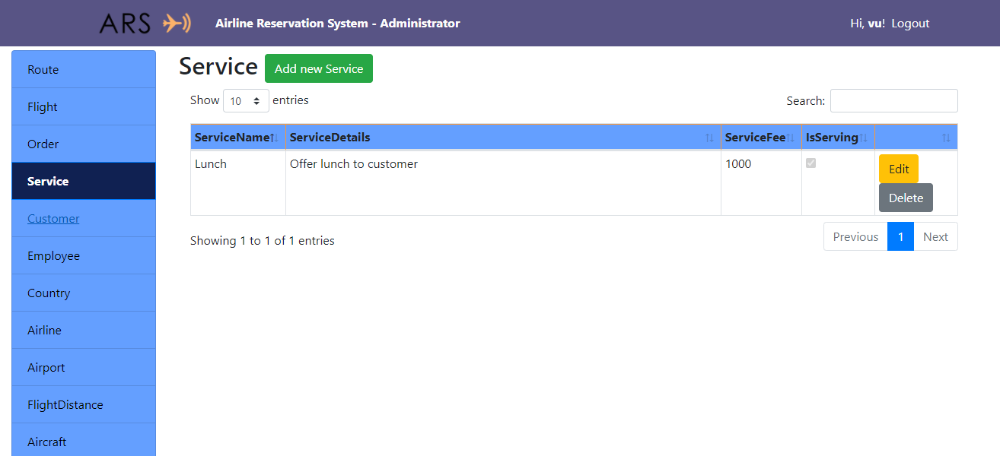 ARS
Airline Reservation System - Administrator
Hi, vu! Logout
Route
Flight
Order
Service
Customer
Employee
Country
Airline
Airport
FlightDistance
Aircraft
Service Add new Service
Show 10 entries
Search:
ServiceName ServiceDetails ServiceFee IsServing
Lunch Offer lunch to customer 1000 Edit
Delete
Showing 1 to 1 of 1 entries
Previous 1 Next